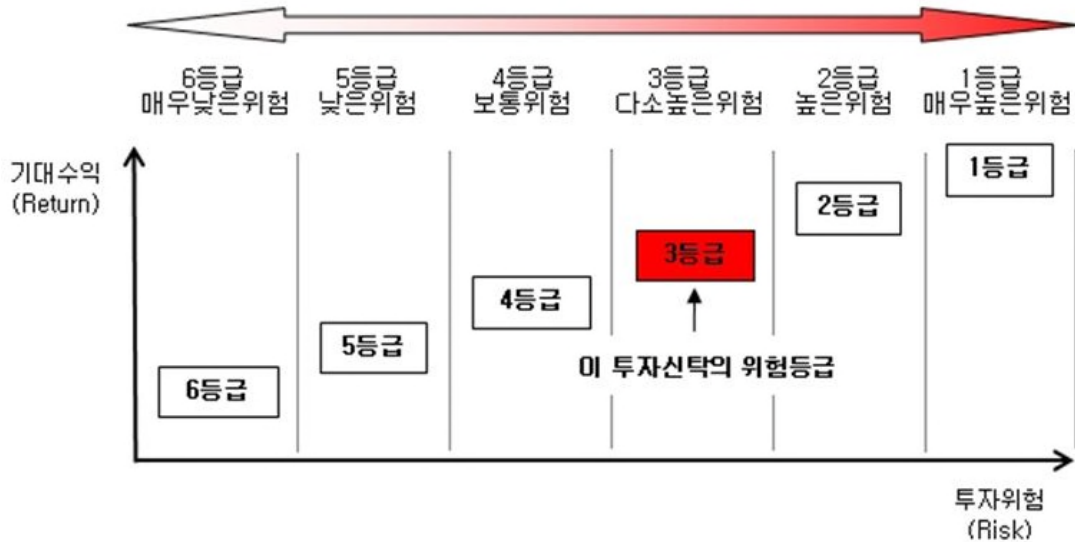 6등급
매우낮은위험
5등급
낮은위험
4등급
보통위험
3등급
다소높은위험
2등급
높은위험
1등급
매우높은위험
기대수익
(Return)
1등급
2등급
3등급
4등급
5등급
6등급
이 투자신탁의 위험등급
투자위험
(Risk)